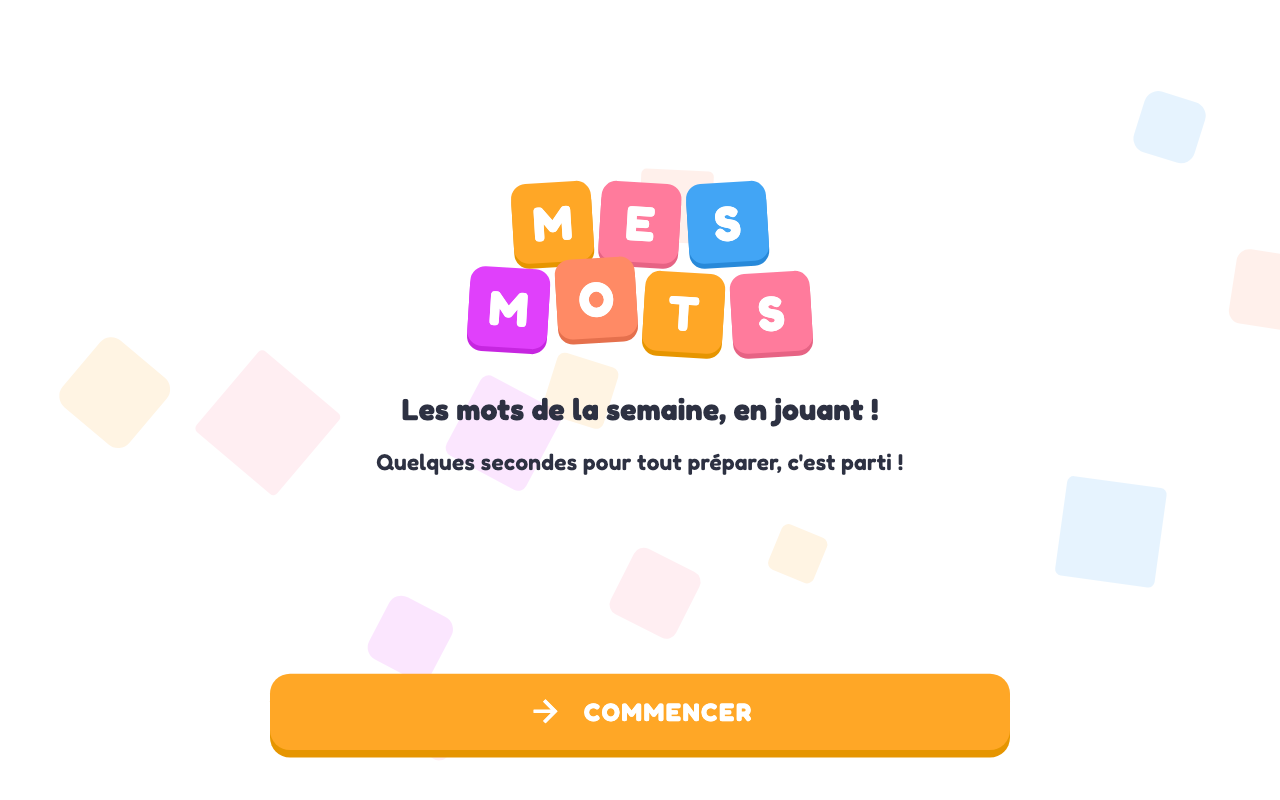 MES
MOTS
Les mots de la semaine, en jouant !
Quelques secondes pour tout préparer, c'est parti !
COMMENCER